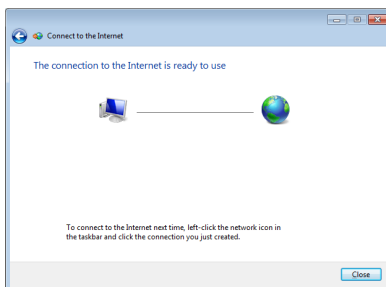 Connect to the Internet
The connection to the Internet is ready to use
To connect to the Internet next time, left-click the network icon in
the taskbar and click the connection you just created.
Close